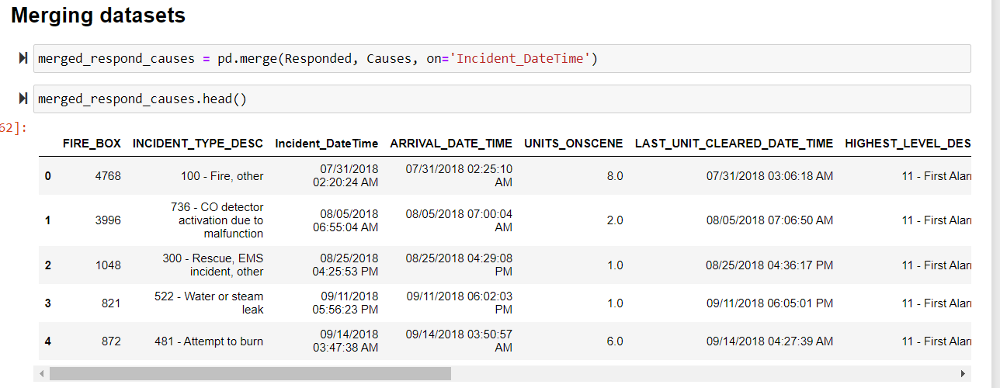 Merging datasets
merged_respond_causes = pd.merge(Responded, Causes, on='Incident_DateTime')
merged_respond_causes.head()
62]:
FIRE_BOX INCIDENT_TYPE_DESC Incident_DateTime ARRIVAL_DATE_TIME UNITS_ONSCENE LAST_UNIT_CLEARED_DATE_TIME HIGHEST_LEVEL_DES
0 4768 100 - Fire, other 07/31/2018 02:20:24 AM 07/31/2018 02:25:10 AM 8.0 07/31/2018 03:06:18 AM 11 - First Alar
1 3996 736 - CO detector activation due to malfunction 08/05/2018 06:55:04 AM 08/05/2018 07:00:04 AM 2.0 08/05/2018 07:06:50 AM 11 - First Alar
2 1048 300 - Rescue, EMS incident, other 08/25/2018 04:25:53 PM 08/25/2018 04:29:08 PM 1.0 08/25/2018 04:36:17 PM 11 - First Alar
3 821 522 - Water or steam leak 09/11/2018 05:56:23 PM 09/11/2018 06:02:03 PM 1.0 09/11/2018 06:05:01 PM 11 - First Alar
4 872 481 - Attempt to burn 09/14/2018 03:47:38 AM 09/14/2018 03:50:57 AM 6.0 09/14/2018 04:27:39 AM 11 - First Alar